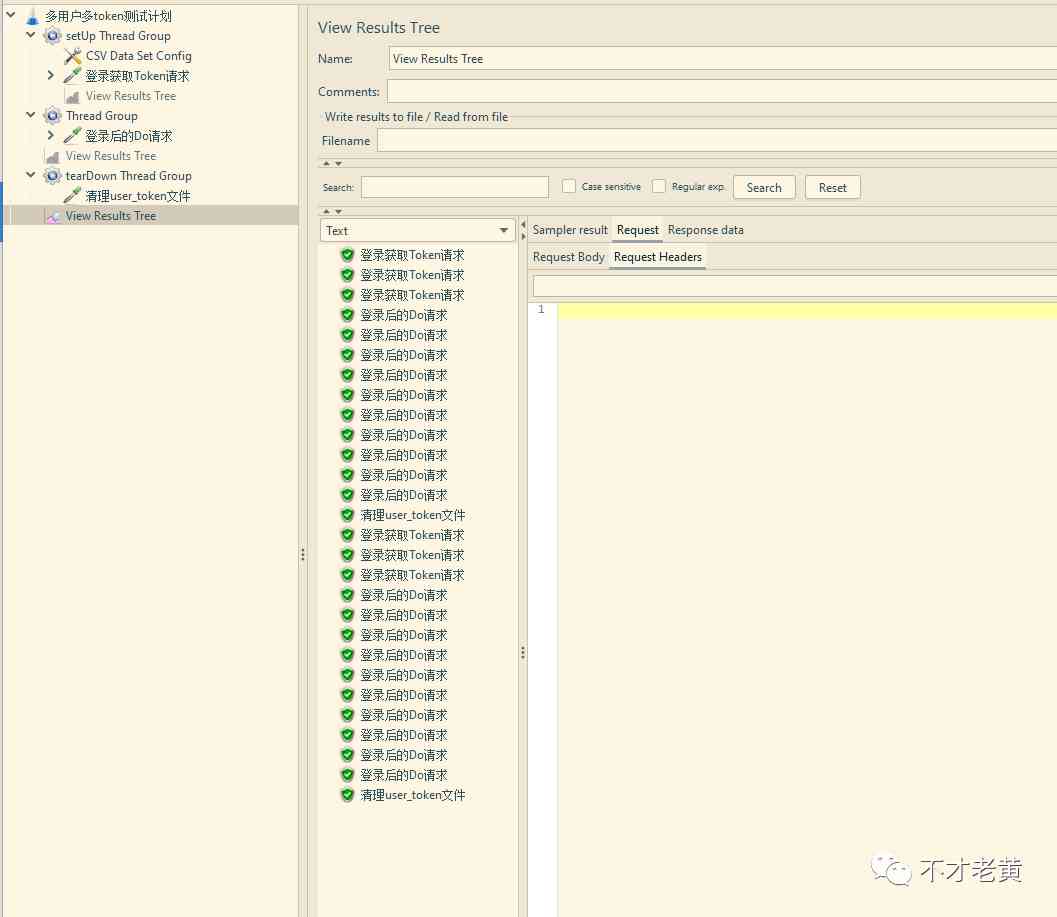 多用户多token测试计划
setUp Thread Group
CSV Data Set Config
登录获取Token请求
View Results Tree
Thread Group
登录后的Do请求
View Results Tree
tearDown Thread Group
清理user_token文件
View Results Tree
View Results Tree
Name: View Results Tree
Comments:
Write results to file / Read from file
Filename
Search: Case sensitive Regular exp. Search Reset
Text
Sampler result Request Response data
Request Body Request Headers
1
登录获取Token请求
登录获取Token请求
登录获取Token请求
登录后的Do请求
登录后的Do请求
登录后的Do请求
登录后的Do请求
登录后的Do请求
登录后的Do请求
登录后的Do请求
登录后的Do请求
登录后的Do请求
登录后的Do请求
清理user_token文件
登录获取Token请求
登录获取Token请求
登录获取Token请求
登录后的Do请求
登录后的Do请求
登录后的Do请求
登录后的Do请求
登录后的Do请求
登录后的Do请求
登录后的Do请求
登录后的Do请求
登录后的Do请求
登录后的Do请求
清理user_token文件
不才老黄